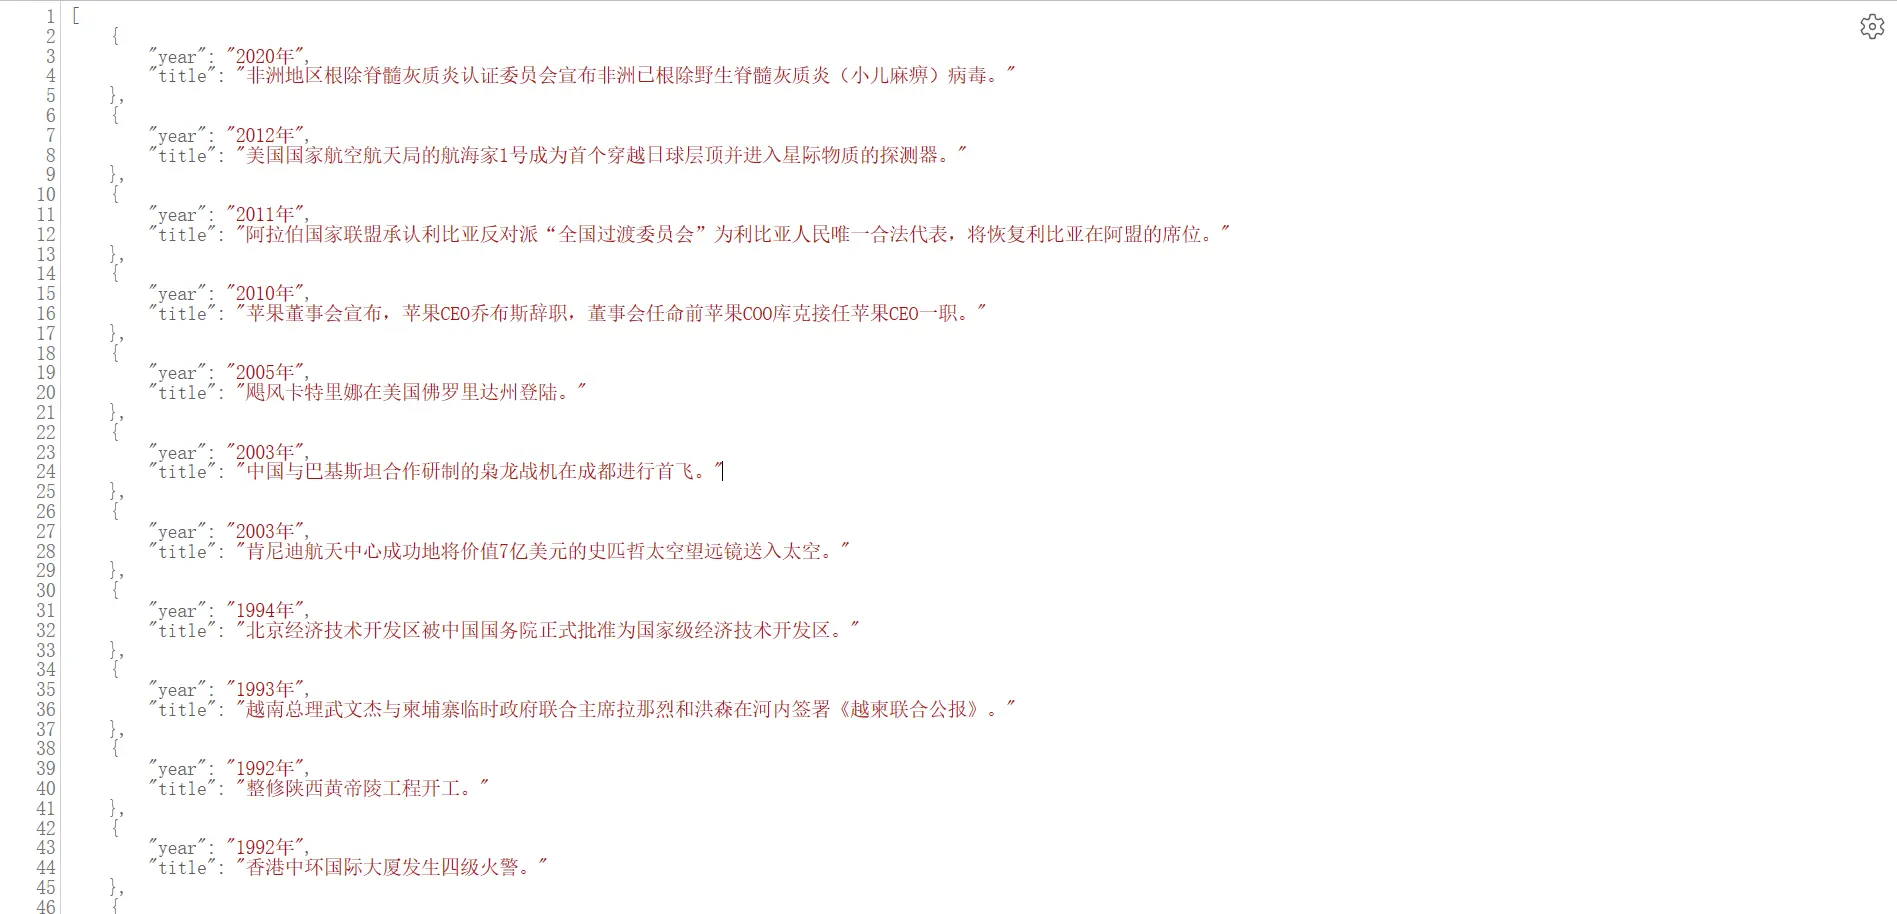 1 [
2 {
3 "year": "2020年",
4 "title": "非洲地区根除脊髓灰质炎认证委员会宣布非洲已根除野生脊髓灰质炎（小儿麻痹）病毒。"
5 },
6 {
7 "year": "2012年",
8 "title": "美国国家航空航天局的航海家1号成为首个穿越日球层顶并进入星际物质的探测器。"
9 },
10 {
11 "year": "2011年",
12 "title": "阿拉伯国家联盟承认利比亚反对派“全国过渡委员会”为利比亚人民唯一合法代表，将恢复利比亚在阿盟的席位。"
13 },
14 {
15 "year": "2010年",
16 "title": "苹果董事会宣布，苹果CEO乔布斯辞职，董事会任命前苹果COO库克接任苹果CEO一职。"
17 },
18 {
19 "year": "2005年",
20 "title": "飓风卡特里娜在美国佛罗里达州登陆。"
21 },
22 {
23 "year": "2003年",
24 "title": "中国与巴基斯坦合作研制的枭龙战机在成都进行首飞。"
25 },
26 {
27 "year": "2003年",
28 "title": "肯尼迪航天中心成功地将价值7亿美元的史匹哲太空望远镜送入太空。"
29 },
30 {
31 "year": "1994年",
32 "title": "北京经济技术开发区被中国国务院正式批准为国家级经济技术开发区。"
33 },
34 {
35 "year": "1993年",
36 "title": "越南总理武文杰与柬埔寨临时政府联合主席拉那烈和洪森在河内签署《越柬联合公报》。"
37 },
38 {
39 "year": "1992年",
40 "title": "整修陕西黄帝陵工程开工。"
41 },
42 {
43 "year": "1992年",
44 "title": "香港中环国际大厦发生四级火警。"
45 },
46 {